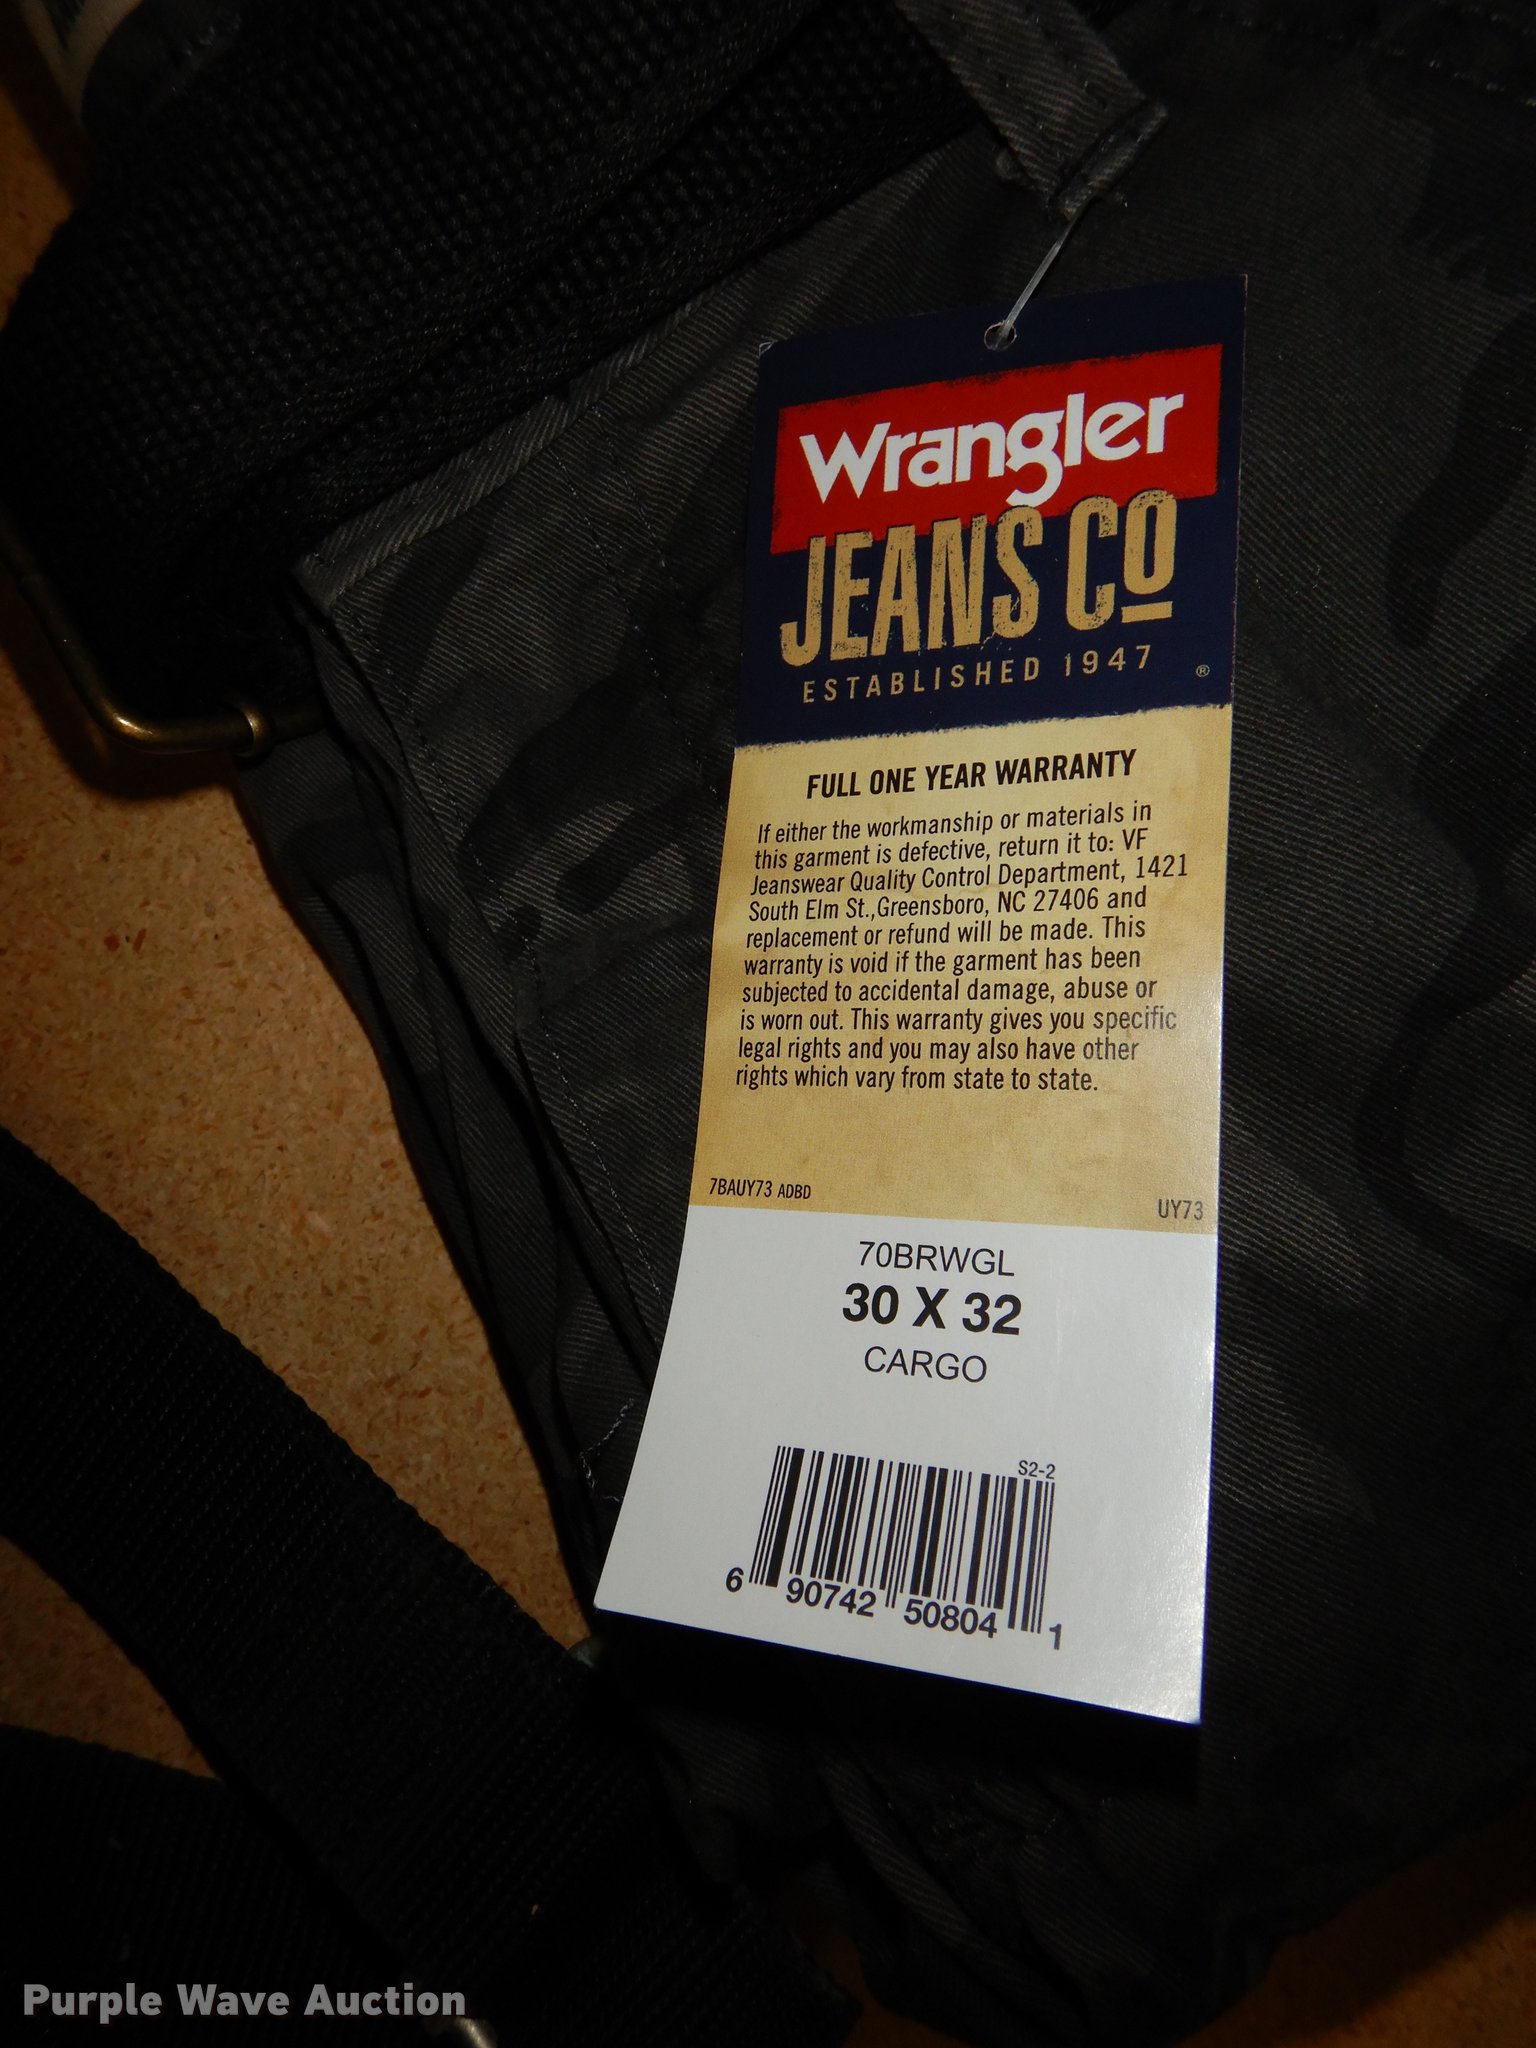 Wrangler
JEANS CO
ESTABLISHED 1947 ®
FULL ONE YEAR WARRANTY
If either the workmanship or materials in
this garment is defective, return it to: VF
Jeanswear Quality Control Department, 1421
South Elm St.,Greensboro, NC 27406 and
replacement or refund will be made. This
warranty is void if the garment has been
subjected to accidental damage, abuse or
is worn out. This warranty gives you specific
legal rights and you may also have other
rights which vary from state to state.
7BAUY73 ADBD
UY73
70BRWGL
30 X 32
CARGO
S2-2
6 90742 50804 1
Purple Wave Auction